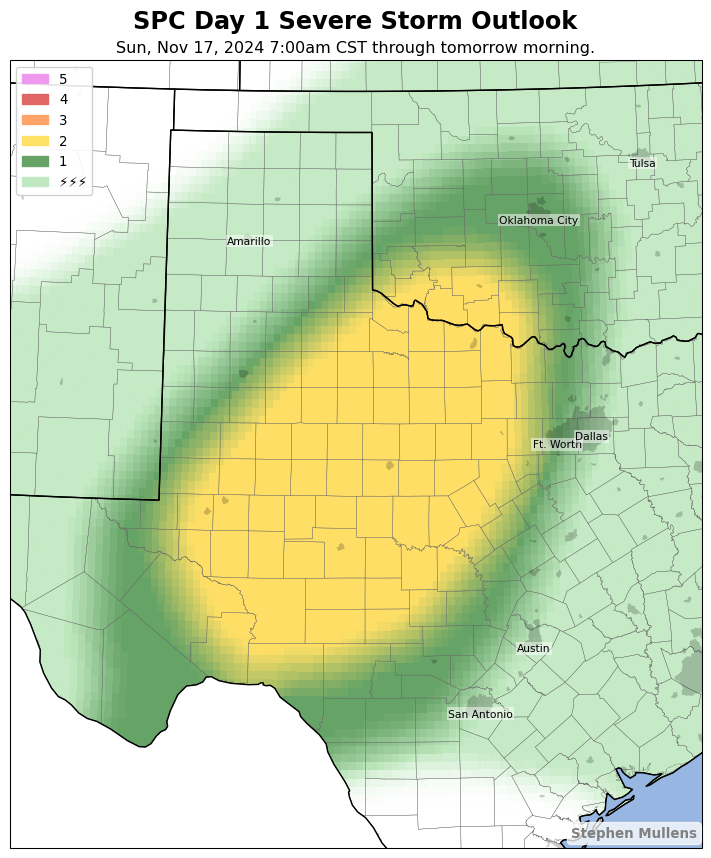 SPC Day 1 Severe Storm Outlook
Sun, Nov 17, 2024 7:00am CST through tomorrow morning.
5
4
3
2
1
⚡⚡⚡
Tulsa
Oklahoma City
Amarillo
Dallas
Ft. Worth
Austin
San Antonio
Stephen Mullens